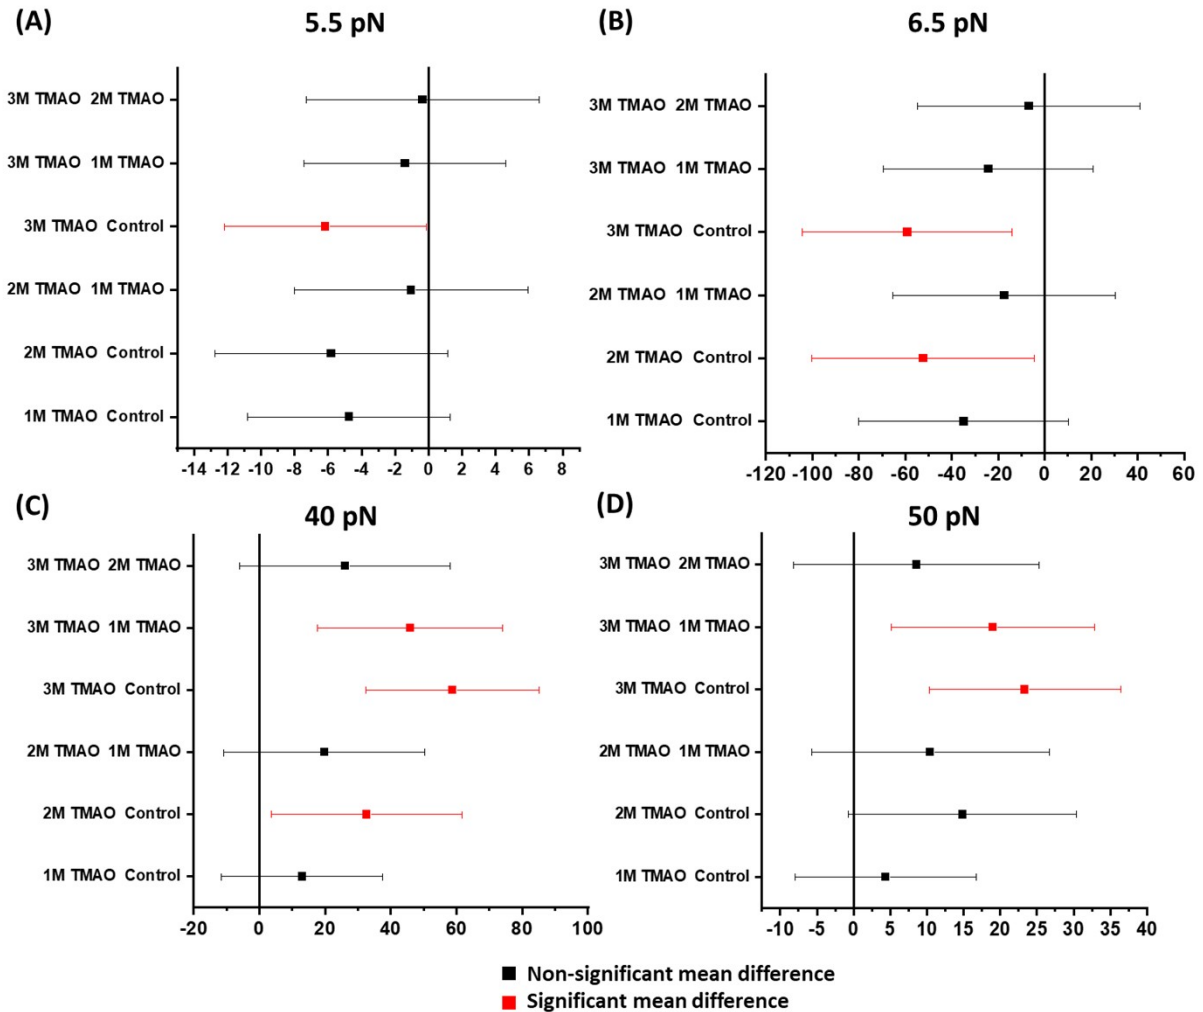 (A) 5.5 pN
3M TMAO 2M TMAO
3M TMAO 1M TMAO
3M TMAO Control
2M TMAO 1M TMAO
2M TMAO Control
1M TMAO Control
-14 -12 -10 -8 -6 -4 -2 0 2 4 6 8
(B) 6.5 pN
3M TMAO 2M TMAO
3M TMAO 1M TMAO
3M TMAO Control
2M TMAO 1M TMAO
2M TMAO Control
1M TMAO Control
-120 -100 -80 -60 -40 -20 0 20 40 60
(C) 40 pN
3M TMAO 2M TMAO
3M TMAO 1M TMAO
3M TMAO Control
2M TMAO 1M TMAO
2M TMAO Control
1M TMAO Control
-20 0 20 40 60 80 100
(D) 50 pN
3M TMAO 2M TMAO
3M TMAO 1M TMAO
3M TMAO Control
2M TMAO 1M TMAO
2M TMAO Control
1M TMAO Control
-10 -5 0 5 10 15 20 25 30 35 40
Non-significant mean difference
Significant mean difference